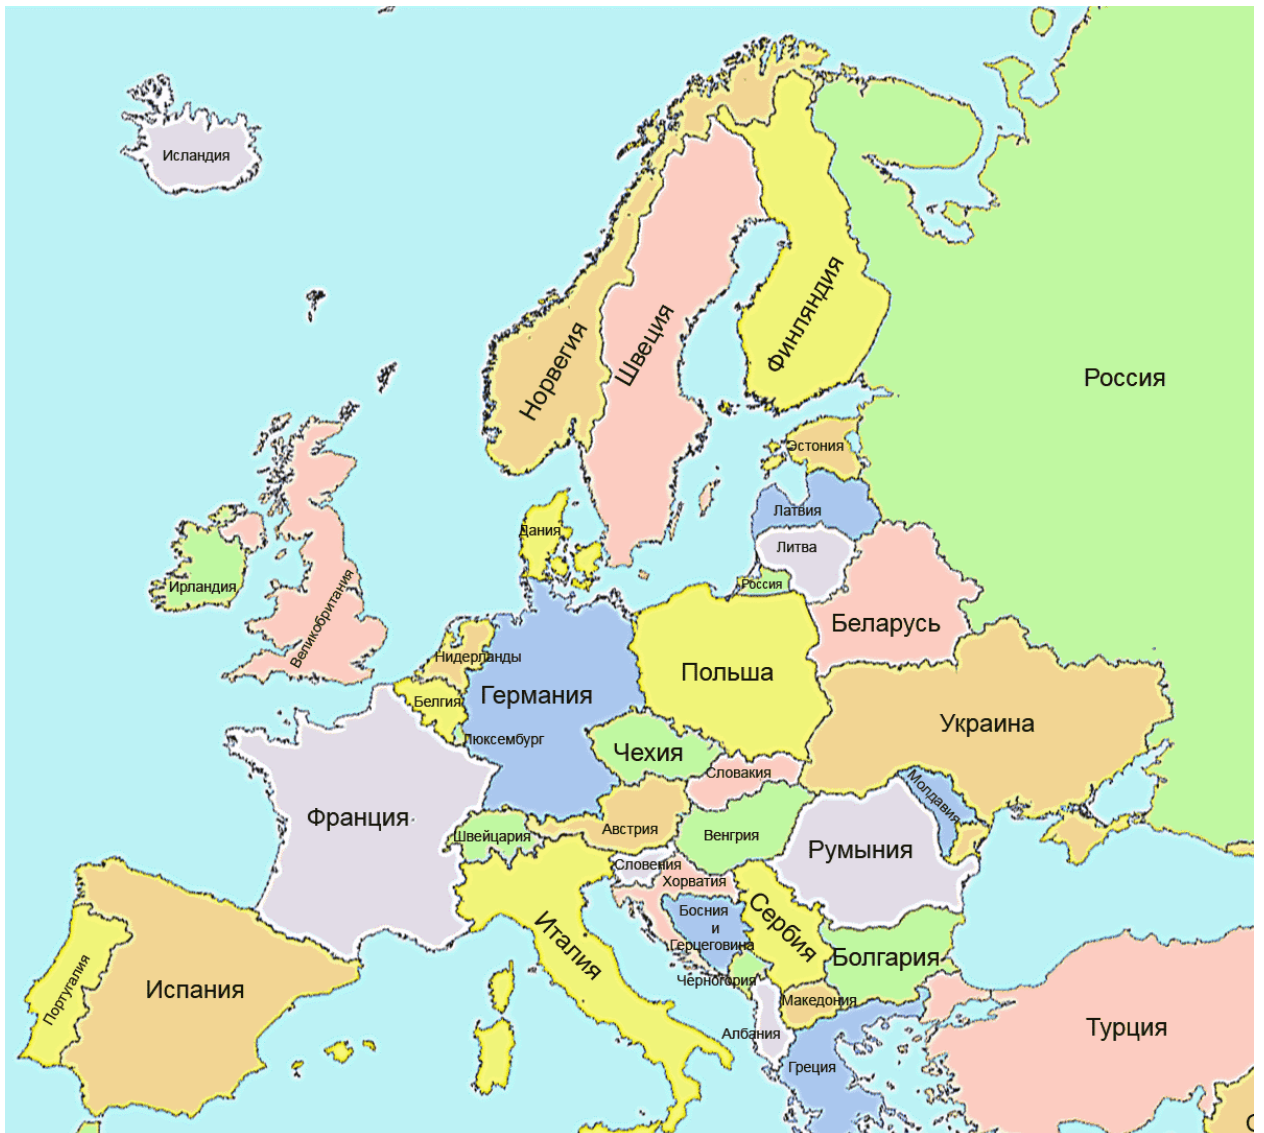 Исландия
Норвегия
Швеция
Финляндия
Россия
Эстония
Латвия
Литва
Россия
Дания
Ирландия
Великобритания
Беларусь
Нидерланды
Польша
Германия
Белгия
Украина
Люксембург
Чехия
Словакия
Молдавия
Франция
Австрия
Швейцария
Венгрия
Румыния
Словения
Хорватия
Босния
и
Герцеговина
Сербия
Италия
Болгария
Черногория
Португалия
Испания
Македония
Албания
Турция
Греция
С